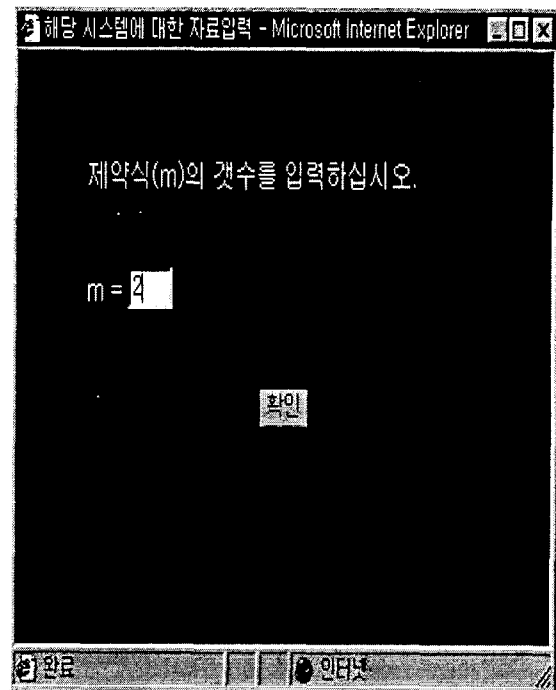 해당 시스템에 대한 자료입력 - Microsoft Internet Explorer
제약식(m)의 갯수를 입력하십시오.
m = 2
확인
완료 인터넷